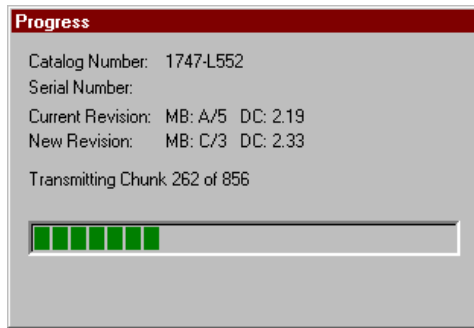 Progress
Catalog Number: 1747-L552
Serial Number:
Current Revision: MB: A/5 DC: 2.19
New Revision: MB: C/3 DC: 2.33
Transmitting Chunk 262 of 856